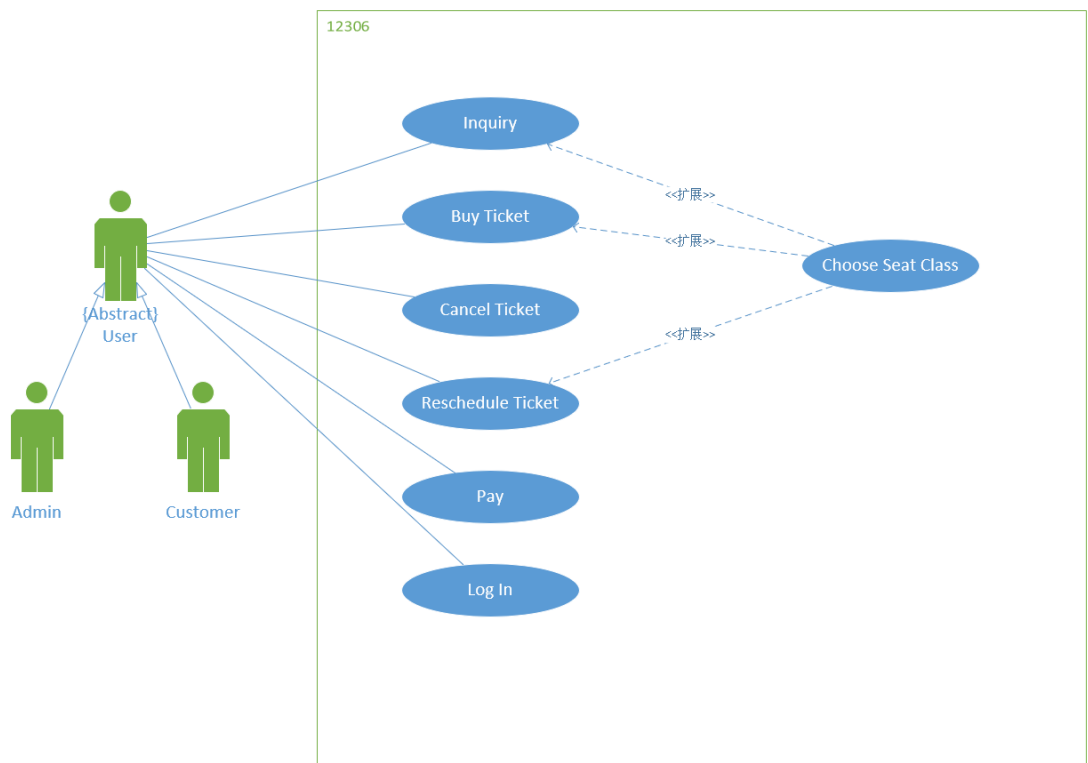 12306
Inquiry
<<扩展>>
Buy Ticket
<<扩展>>
Choose Seat Class
Cancel Ticket
{Abstract}
User
<<扩展>>
Reschedule Ticket
Pay
Admin
Customer
Log In